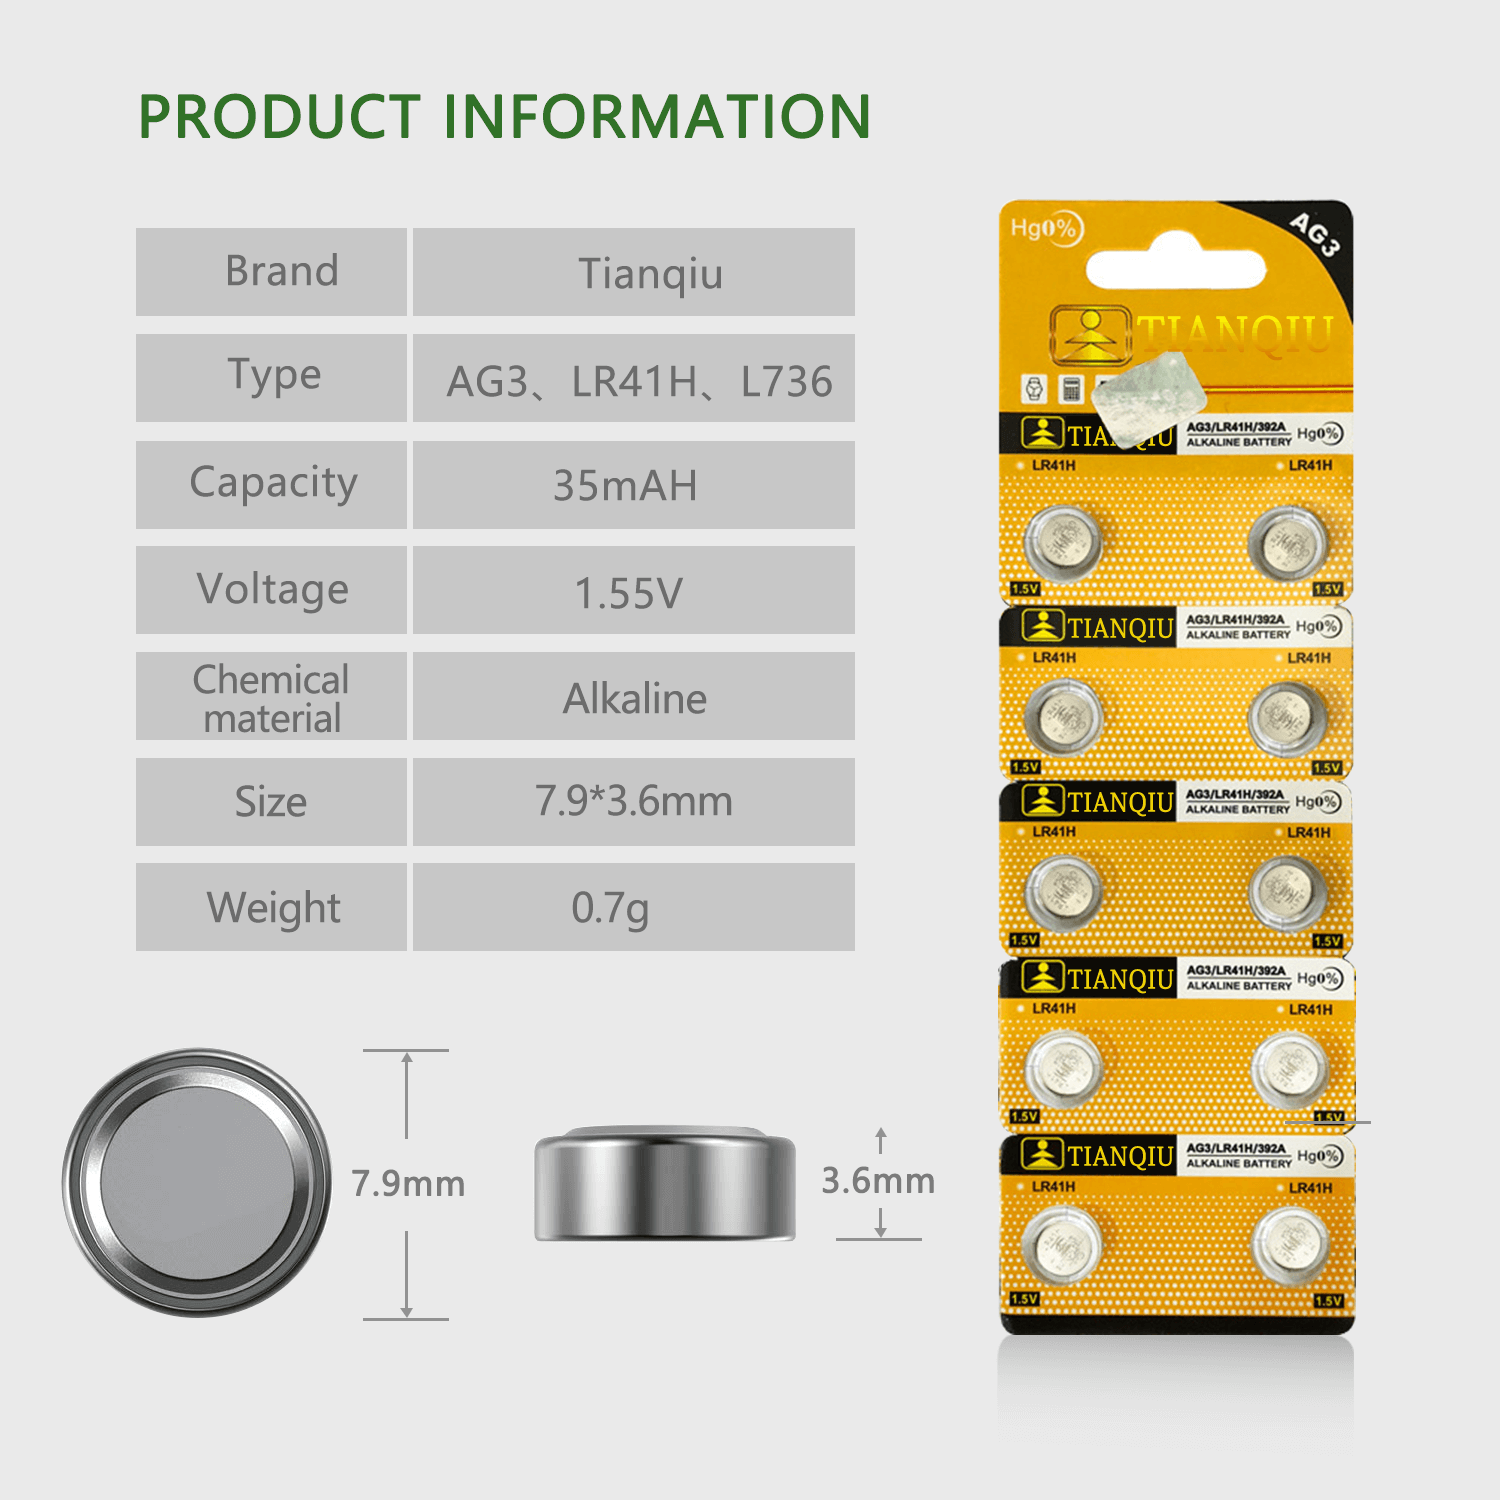 PRODUCT INFORMATION
Brand Tianqiu
Type AG3、LR41H、L736
Capacity 35mAH
Voltage 1.55V
Chemical material Alkaline
Size 7.9*3.6mm
Weight 0.7g
7.9mm
3.6mm
Hg0%
AG3
TIANQIU
TIANQIU AG3/LR41H/392A Hg0%
ALKALINE BATTERY
LR41H LR41H
1.5V 1.5V
TIANQIU AG3/LR41H/392A Hg0%
ALKALINE BATTERY
LR41H LR41H
1.5V 1.5V
TIANQIU AG3/LR41H/392A Hg0%
ALKALINE BATTERY
LR41H LR41H
1.5V 1.5V
TIANQIU AG3/LR41H/392A Hg0%
ALKALINE BATTERY
LR41H LR41H
1.5V 1.5V
TIANQIU AG3/LR41H/392A Hg0%
ALKALINE BATTERY
LR41H LR41H
1.5V 1.5V